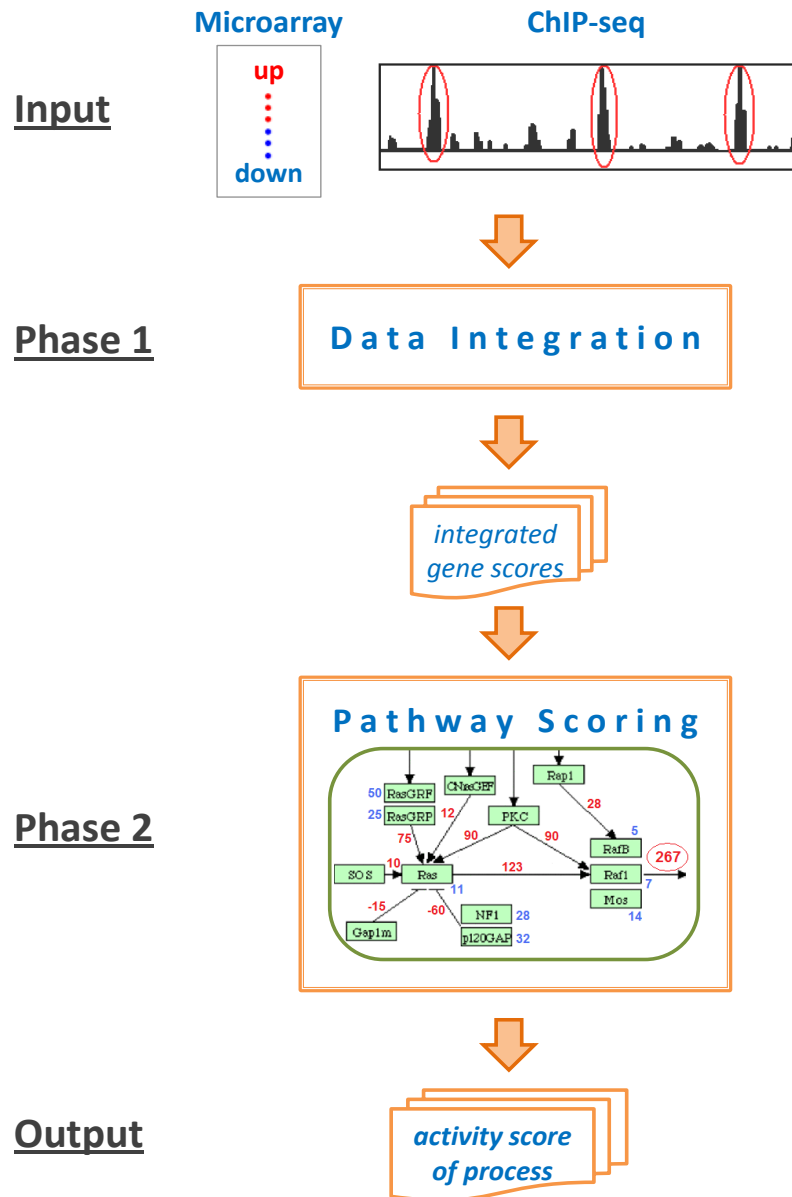 Microarray
ChIP-seq
Input
up
down
Phase 1
Data Integration
integrated
gene scores
Phase 2
Pathway Scoring
50 RasGRF
CNrasGEF
Rap1
25 RasGRP
12
PKC
28
75
90
90
5
RafB
267
SOS
10
Ras
123
Raf1
11
7
-15
-60
NF1 28
Mos
14
Gap1m
p120GAP 32
Output
activity score
of process